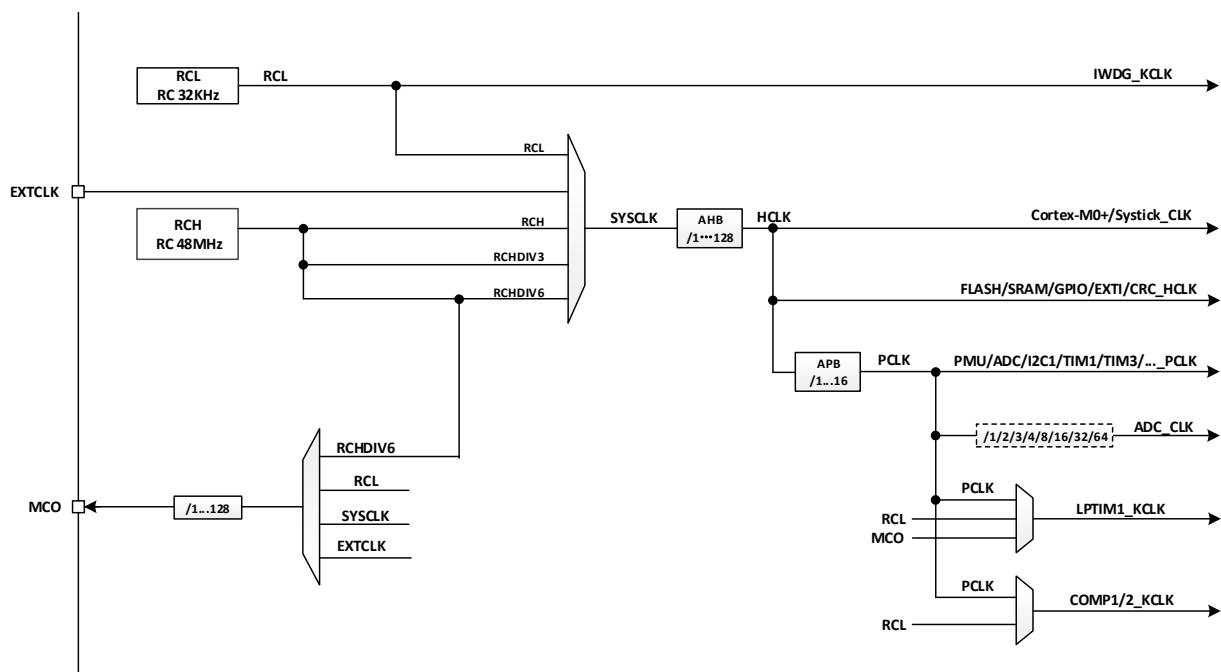 RCL
RC 32KHz
RCL
IWDG_KCLK
RCL
EXTCLK
RCH
RC 48MHz
RCH
RCHDIV3
RCHDIV6
SYSCLK
AHB
/1···128
HCLK
Cortex-M0+/Systick_CLK
FLASH/SRAM/GPIO/EXTI/CRC_HCLK
APB
/1...16
PCLK
PMU/ADC/I2C1/TIM1/TIM3/..._PCLK
/1/2/3/4/8/16/32/64
ADC_CLK
RCHDIV6
RCL
SYSCLK
EXTCLK
MCO
/1...128
PCLK
RCL
MCO
LPTIM1_KCLK
PCLK
RCL
COMP1/2_KCLK